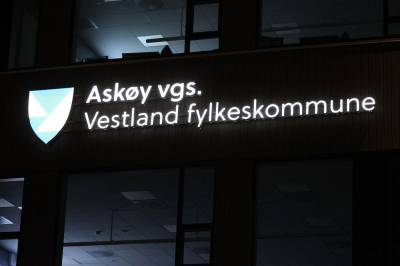 Askøy vgs.
Vestland fylkeskommune